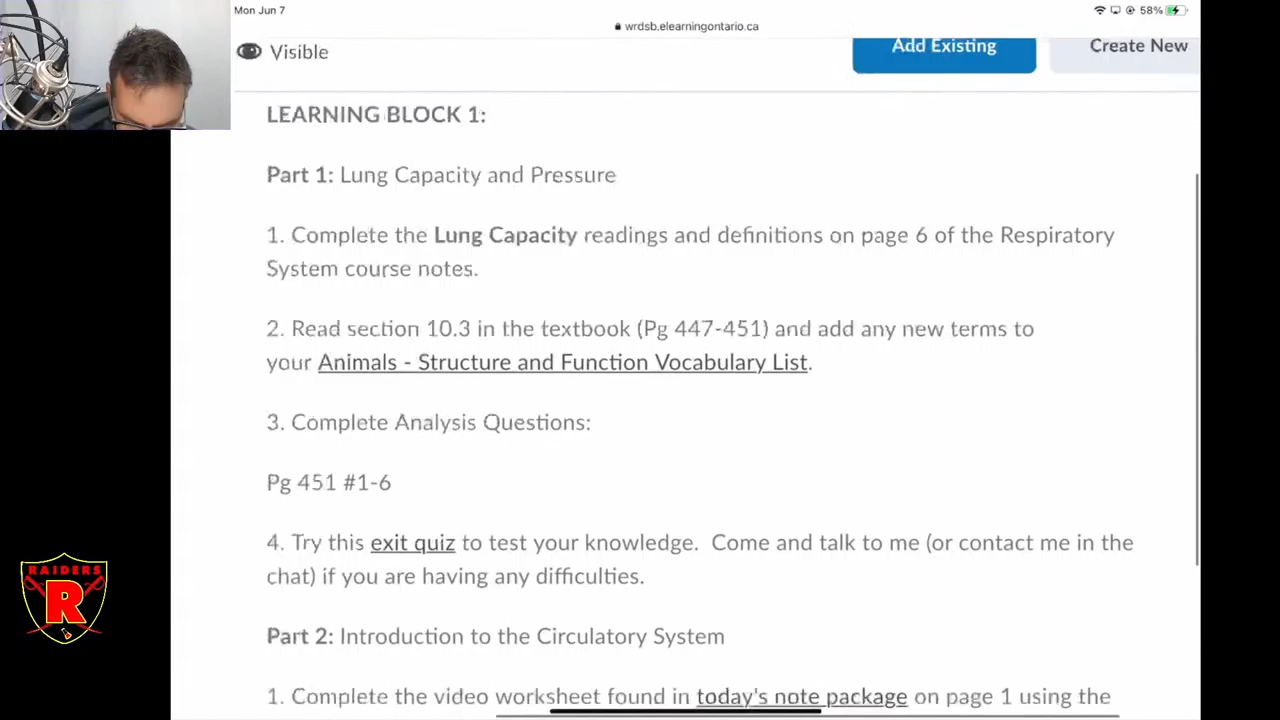 Mon Jun 7
58%
wrdsb.elearningontario.ca
Visible
Add Existing
Create New
LEARNING BLOCK 1:
Part 1: Lung Capacity and Pressure
1. Complete the Lung Capacity readings and definitions on page 6 of the Respiratory
System course notes.
2. Read section 10.3 in the textbook (Pg 447-451) and add any new terms to
your Animals - Structure and Function Vocabulary List.
3. Complete Analysis Questions:
Pg 451 #1-6
4. Try this exit quiz to test your knowledge.  Come and talk to me (or contact me in the
chat) if you are having any difficulties.
RAIDERS
R
Part 2: Introduction to the Circulatory System
1. Complete the video worksheet found in today's note package on page 1 using the